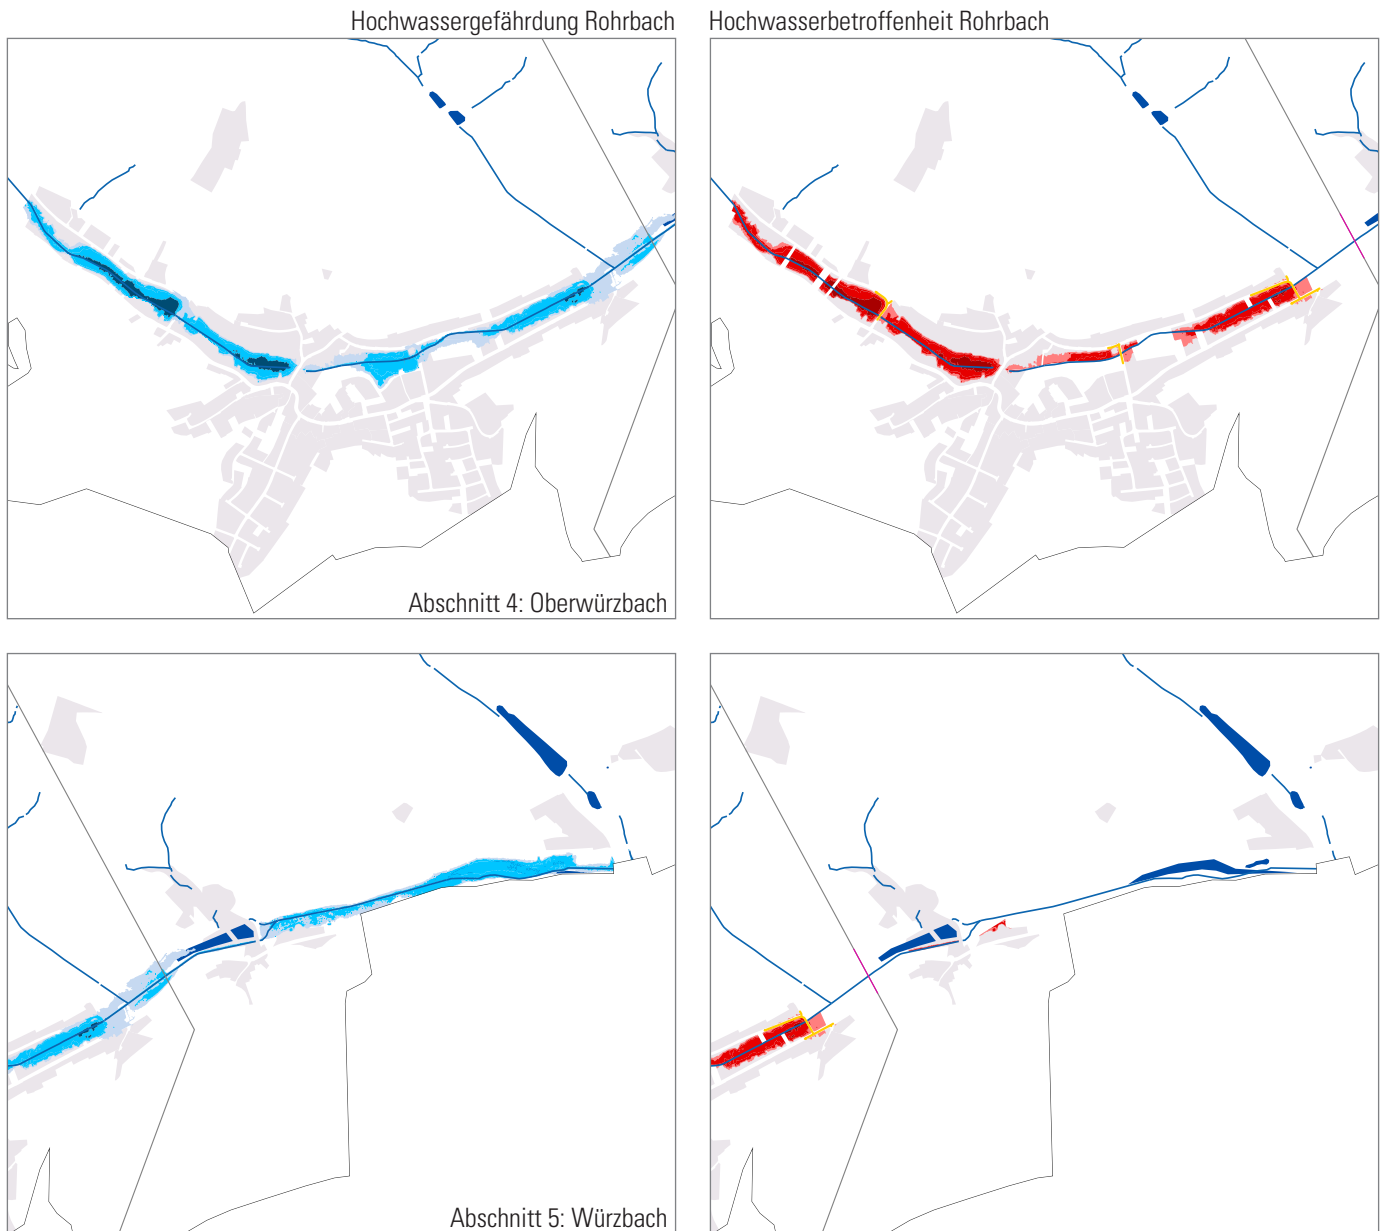 Hochwassergefährdung Rohrbach
Hochwasserbetroffenheit Rohrbach
Abschnitt 4: Oberwürzbach
Abschnitt 5: Würzbach